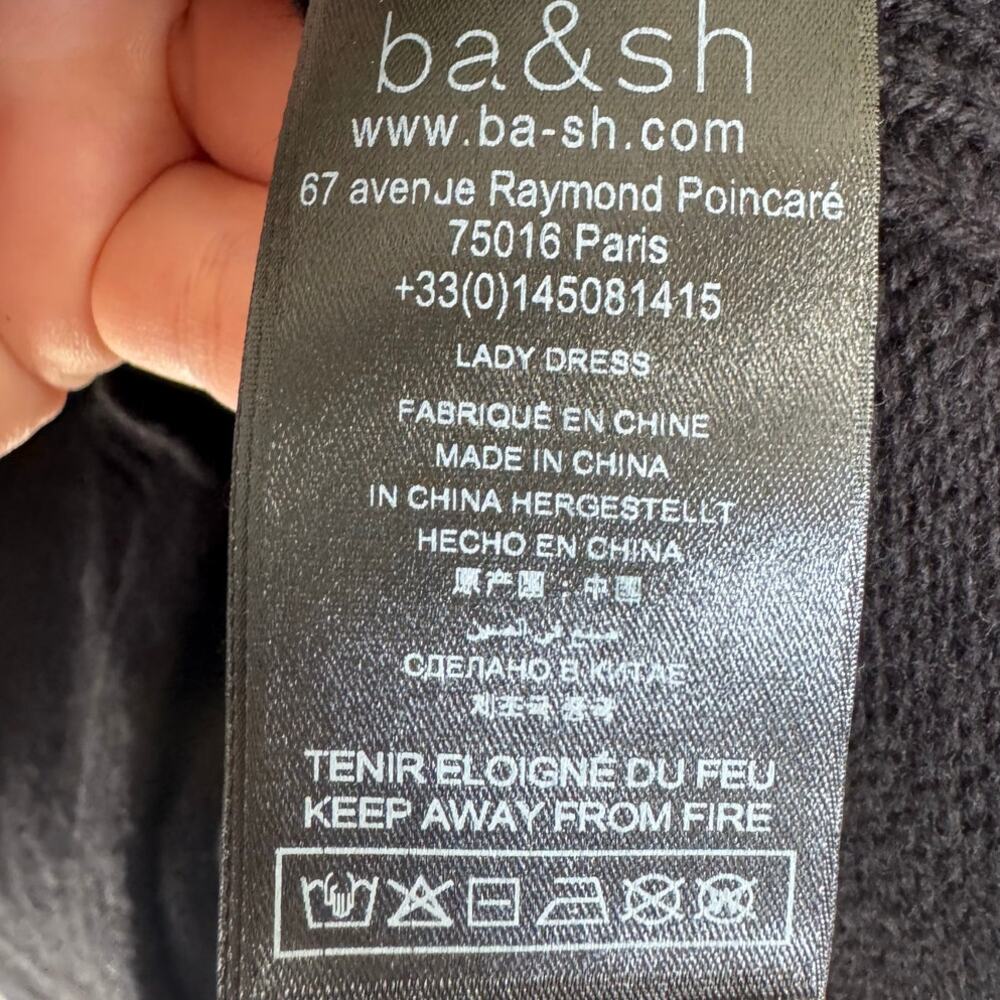 ba&sh
www.ba-sh.com
67 avenue Raymond Poincaré
75016 Paris
+33(0)145081415
LADY DRESS
FABRIQUÉ EN CHINE
MADE IN CHINA
IN CHINA HERGESTELLT
HECHO EN CHINA
原产国 : 中国
صنع في الصين
СДЕЛАНО В КИТАЕ
제조국 중국
TENIR ELOIGNÉ DU FEU
KEEP AWAY FROM FIRE